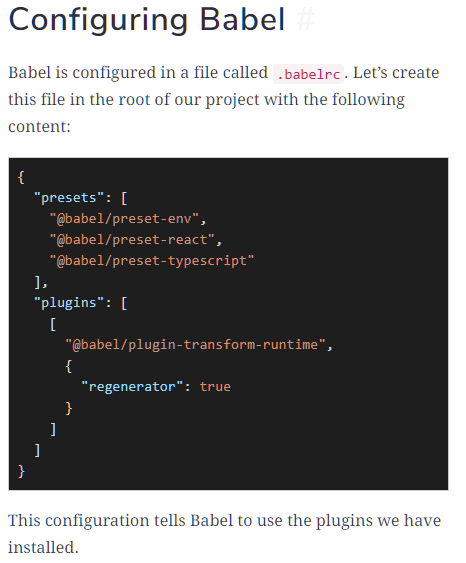 Configuring Babel #
Babel is configured in a file called .babelrc. Let’s create
this file in the root of our project with the following
content:
{
  "presets": [
    "@babel/preset-env",
    "@babel/preset-react",
    "@babel/preset-typescript"
  ],
  "plugins": [
    [
      "@babel/plugin-transform-runtime",
      {
        "regenerator": true
      }
    ]
  ]
}
This configuration tells Babel to use the plugins we have
installed.